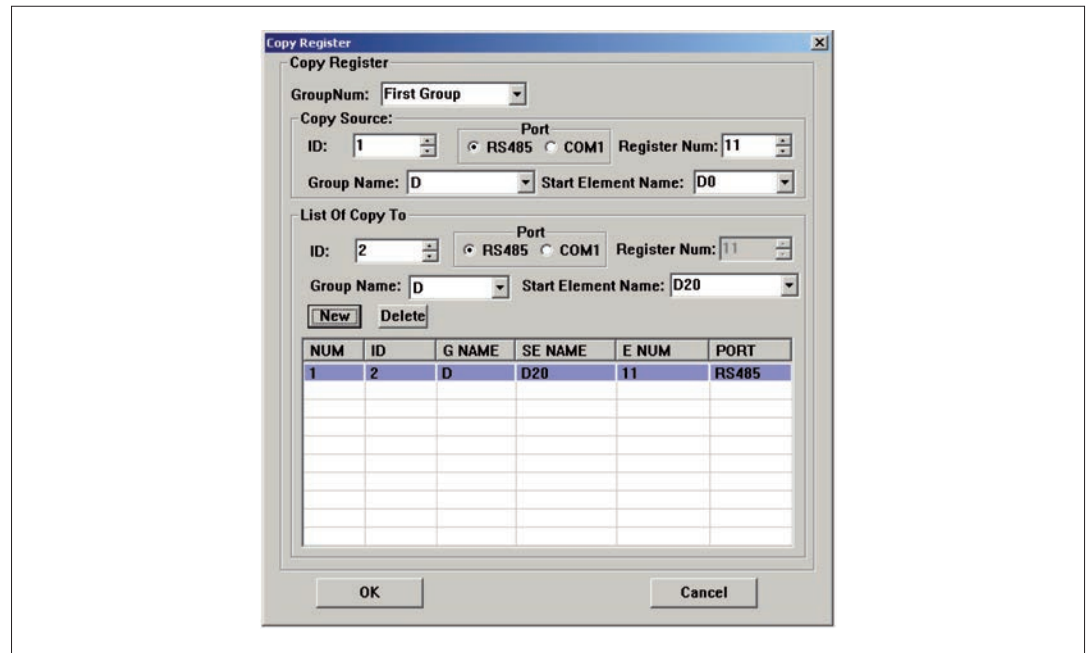 Copy Register
Copy Register
GroupNum: First Group
Copy Source:
Port
ID: 1 RS485 COM1 Register Num: 11
Group Name: D Start Element Name: D0
List Of Copy To
Port
ID: 2 RS485 COM1 Register Num: 11
Group Name: D Start Element Name: D20
New Delete
NUM ID G NAME SE NAME E NUM PORT
1 2 D D20 11 RS485
OK Cancel